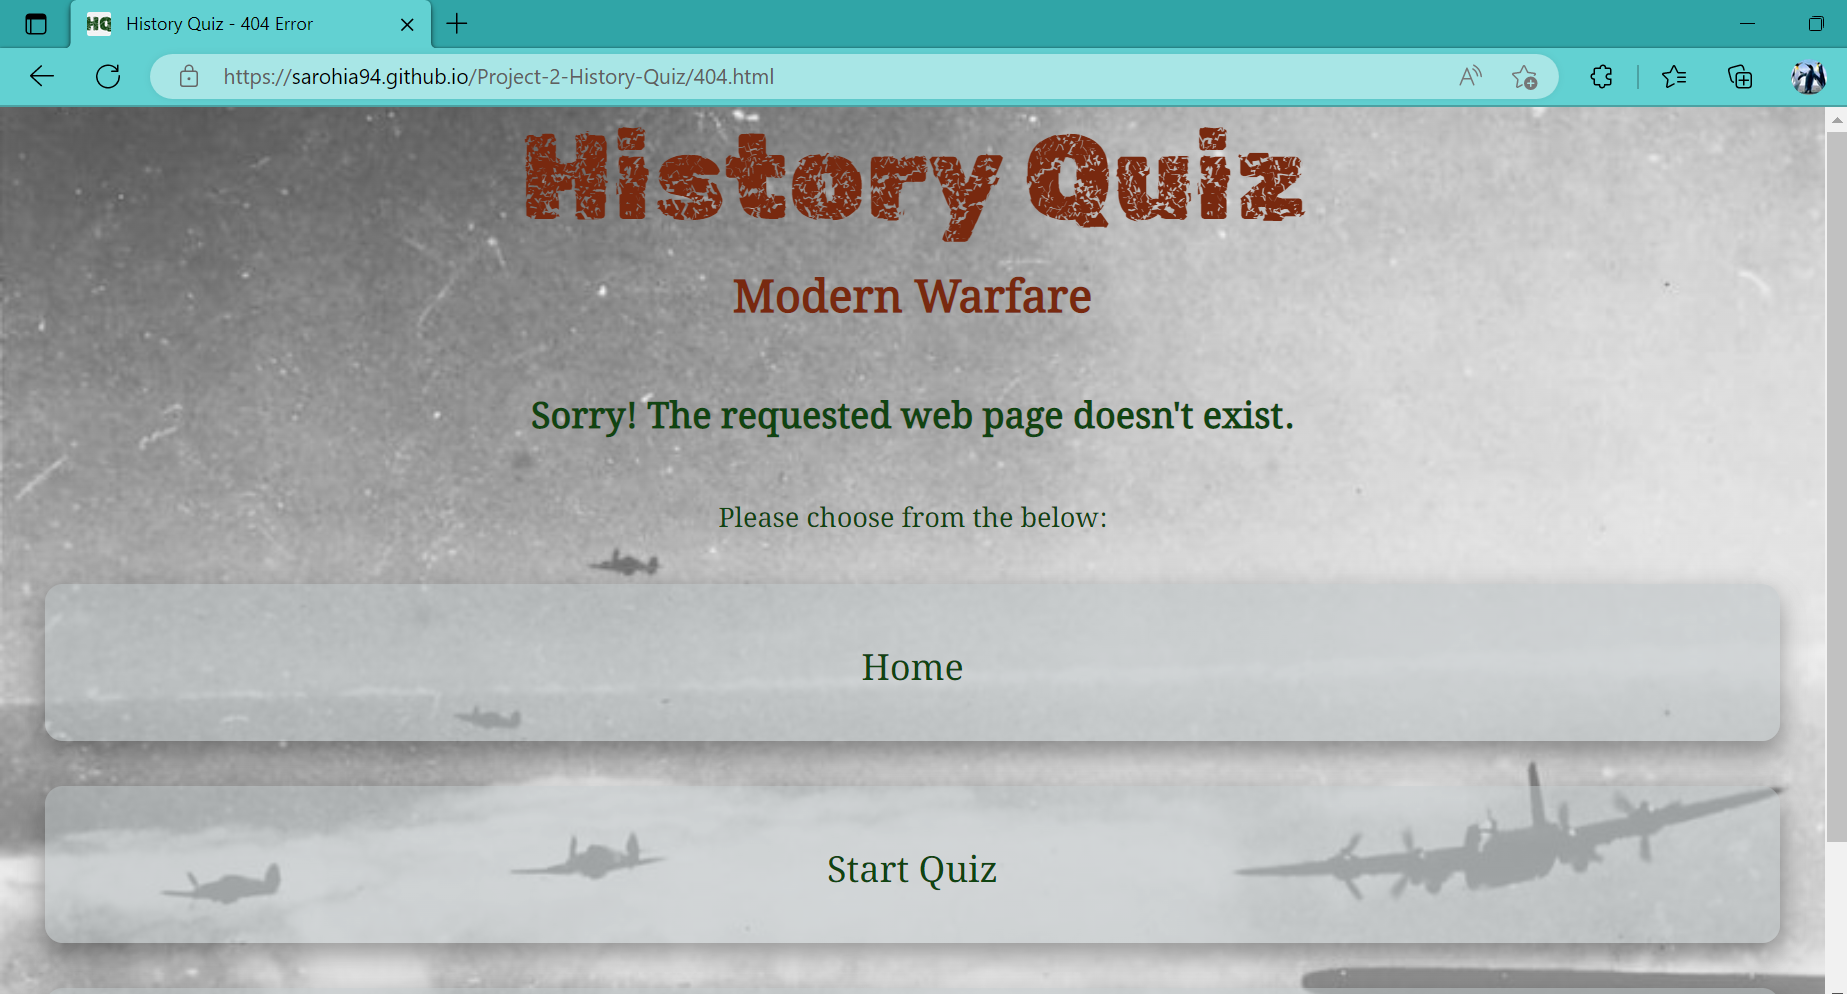 HQ History Quiz - 404 Error
https://sarohia94.github.io/Project-2-History-Quiz/404.html
History Quiz
Modern Warfare
Sorry! The requested web page doesn't exist.
Please choose from the below:
Home
Start Quiz